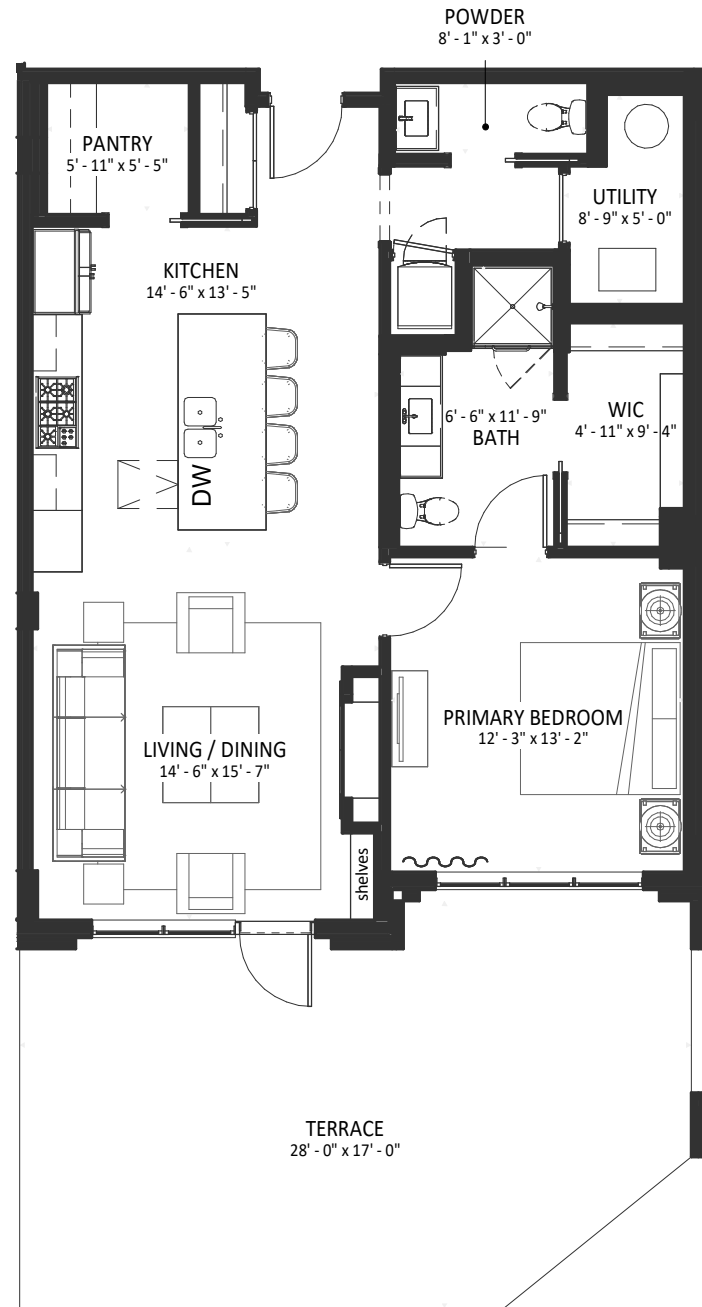 POWDER
8' - 1" x 3' - 0"
PANTRY
5' - 11" x 5' - 5"
UTILITY
8' - 9" x 5' - 0"
KITCHEN
14' - 6" x 13' - 5"
6' - 6" x 11' - 9"
BATH
WIC
4' - 11" x 9' - 4"
DW
PRIMARY BEDROOM
12' - 3" x 13' - 2"
LIVING / DINING
14' - 6" x 15' - 7"
shelves
TERRACE
28' - 0" x 17' - 0"